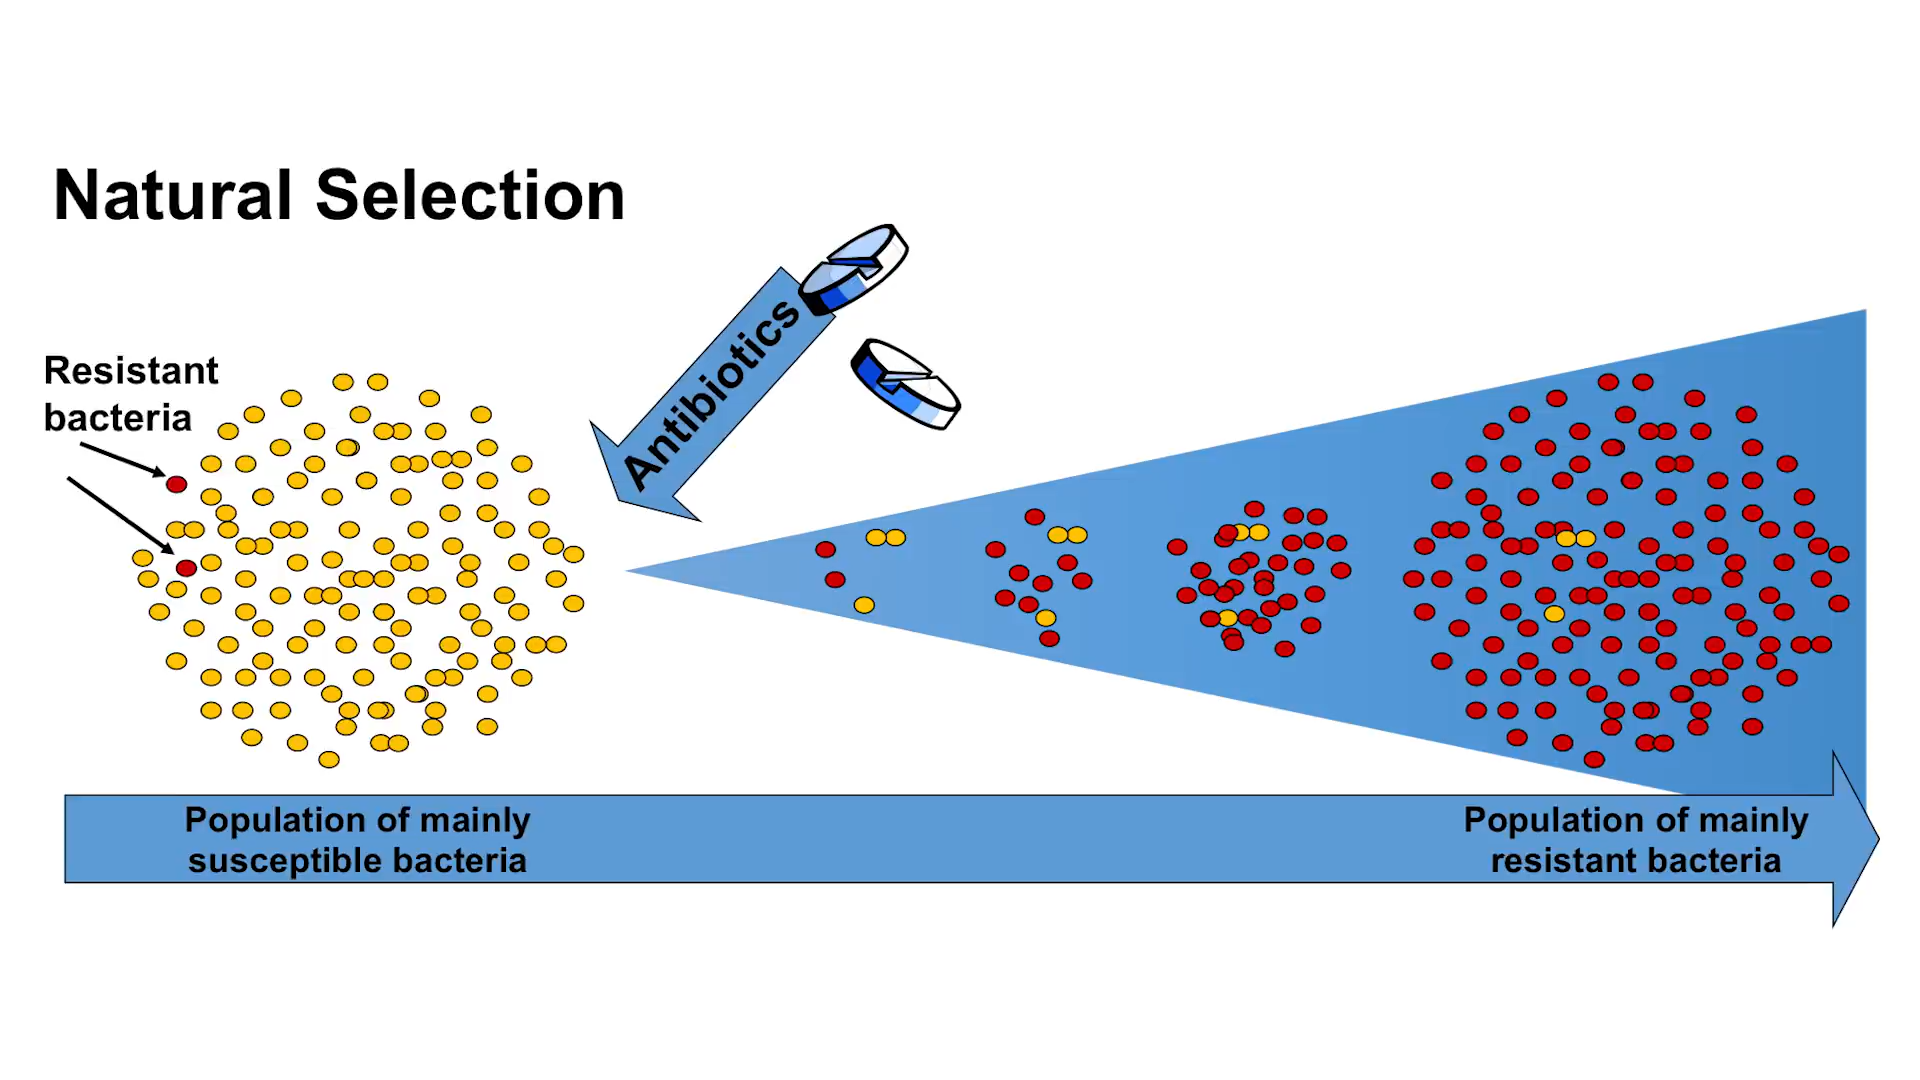 Natural Selection
Resistant
bacteria
Antibiotics
Population of mainly
susceptible bacteria
Population of mainly
resistant bacteria